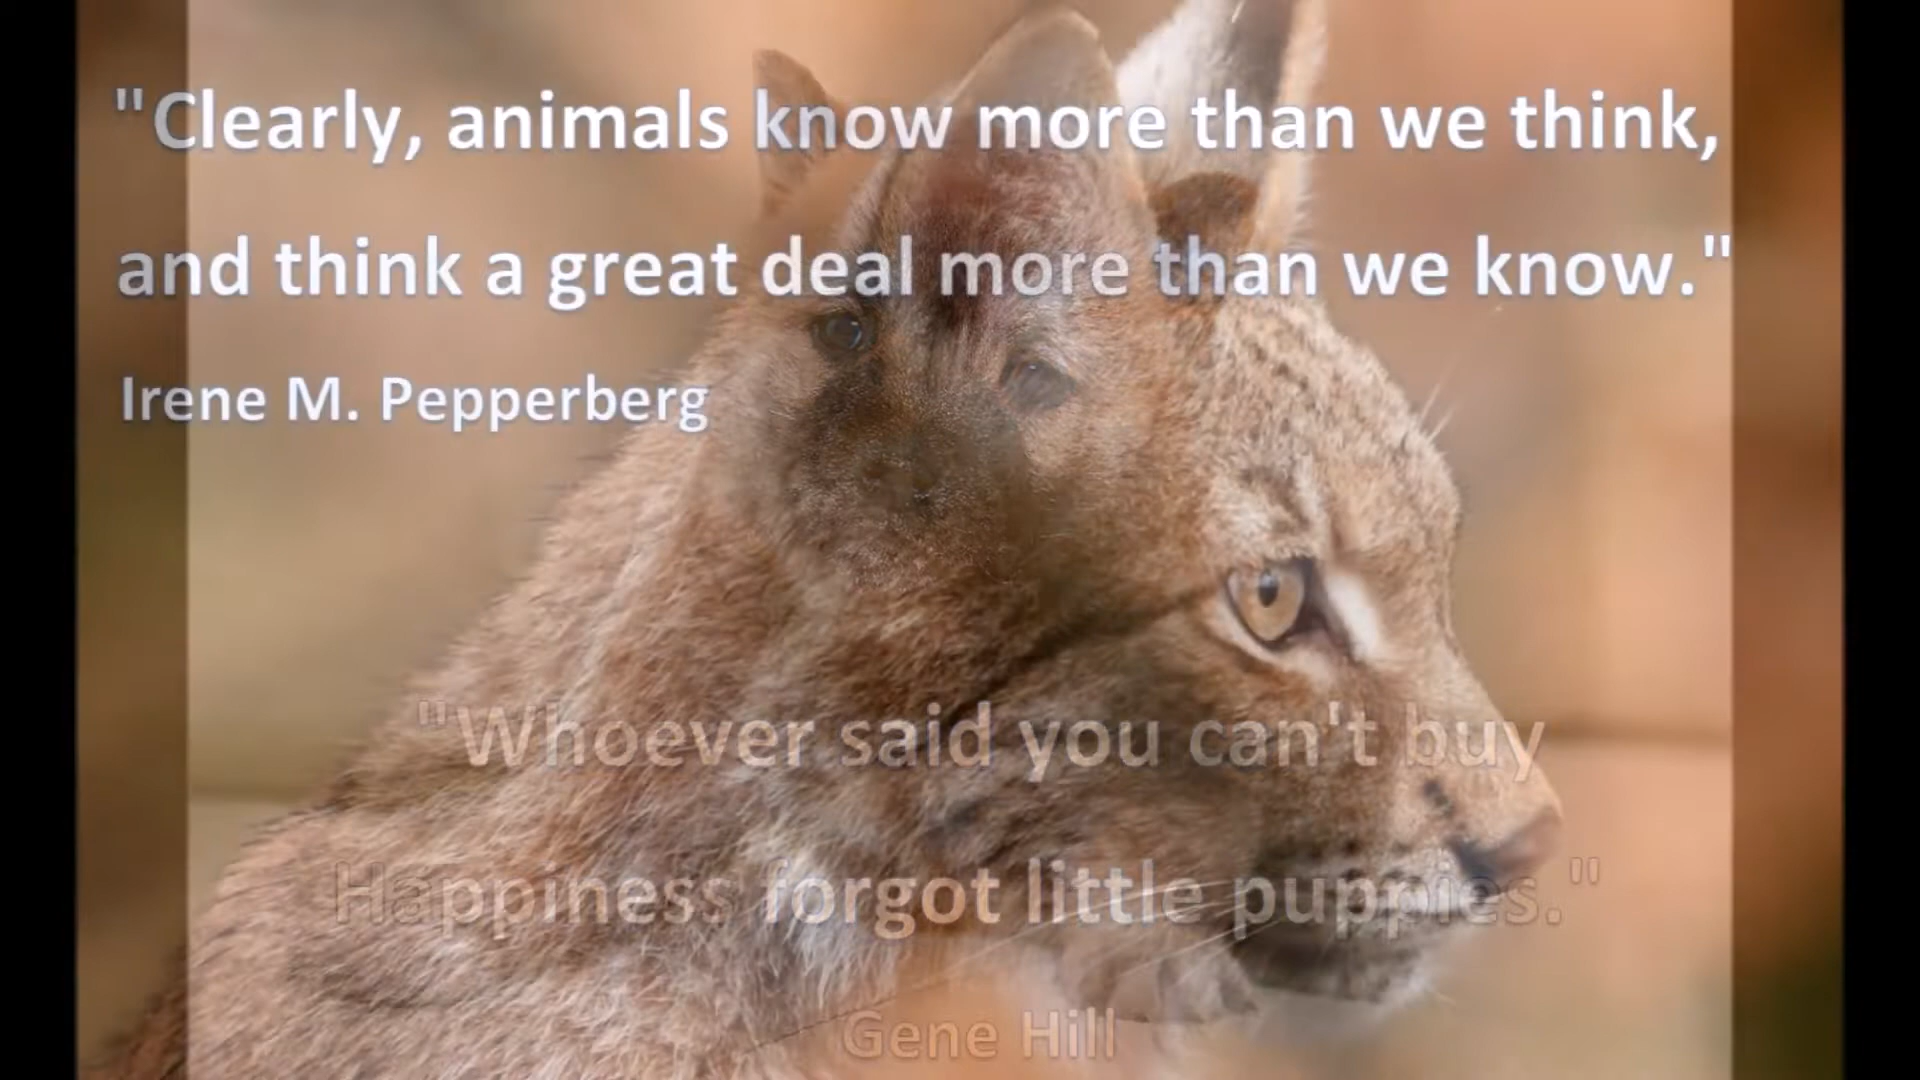 "Clearly, animals know more than we think,
and think a great deal more than we know."
Irene M. Pepperberg
"Whoever said you can't buy
Happiness forgot little puppies."
Gene Hill